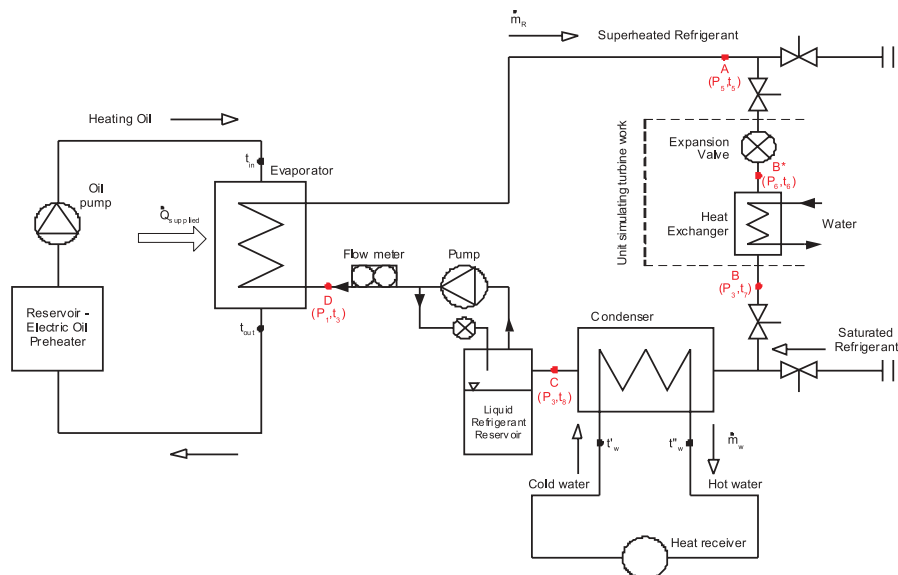 ṁR
Superheated Refrigerant
A
(P5,t5)
Heating Oil
tin
Evaporator
Oil
pump
Q̇supplied
Unit simulating turbine work
Expansion
Valve
B*
(P6,t6)
Heat
Exchanger
Water
Flow meter
Pump
B
(P3,t7)
D
(P1,t3)
Reservoir -
Electric Oil
Preheater
tout
Condenser
Saturated
Refrigerant
C
(P3,t8)
Liquid
Refrigerant
Reservoir
t'w
t"w
ṁw
Cold water
Hot water
Heat receiver